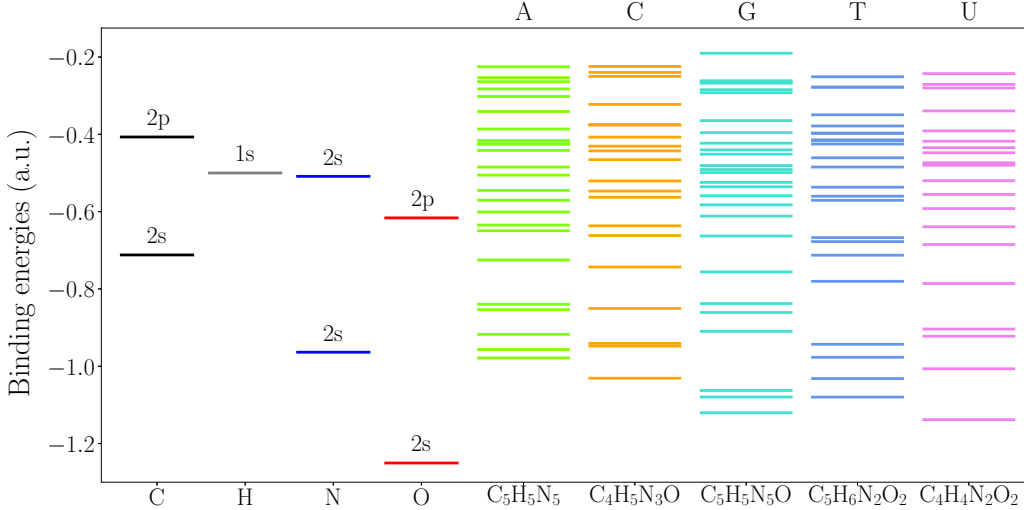 A C G T U
Binding energies (a.u.)
−0.2
−0.4
−0.6
−0.8
−1.0
−1.2
2p
2s
1s
2s
2s
2p
2s
C H N O C₅H₅N₅ C₄H₅N₃O C₅H₅N₅O C₅H₆N₂O₂ C₄H₄N₂O₂